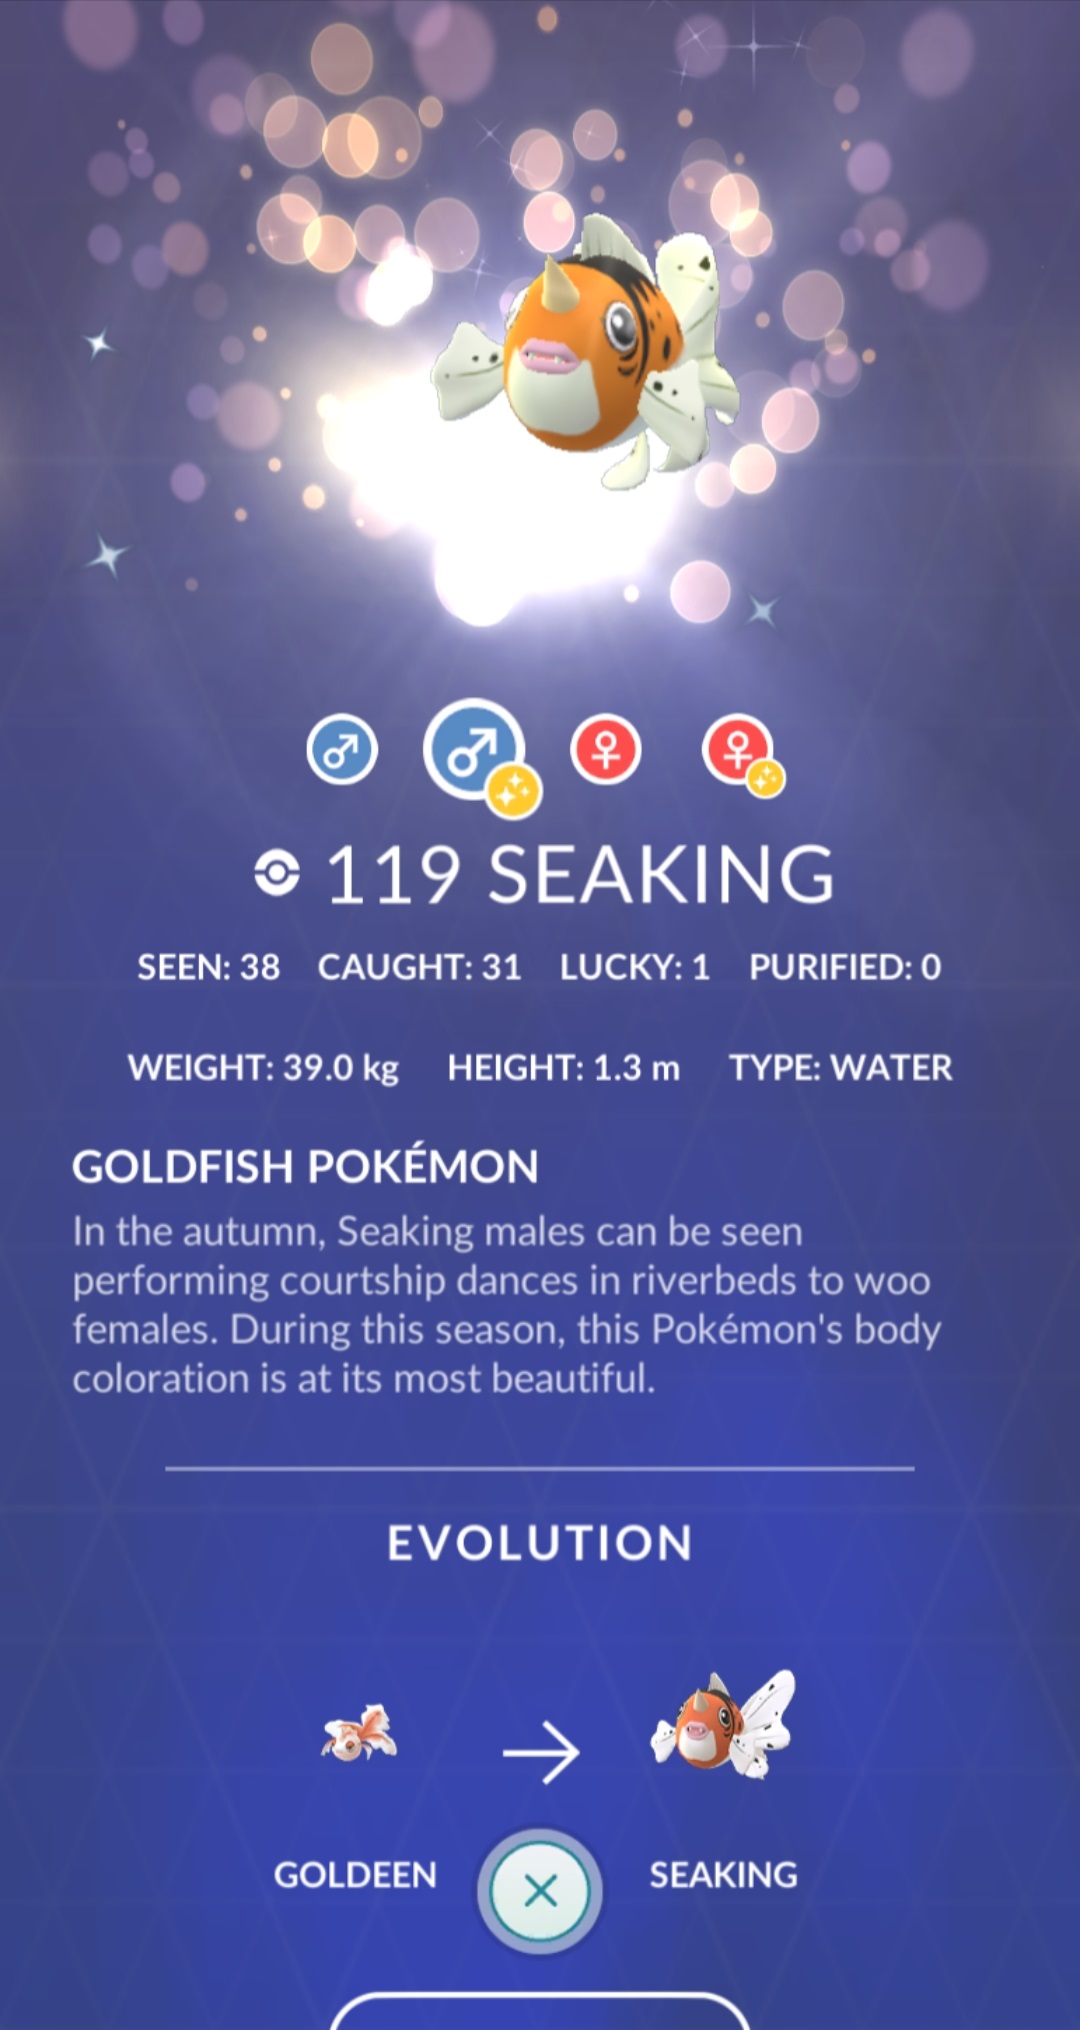 119 SEAKING
SEEN: 38 CAUGHT: 31 LUCKY: 1 PURIFIED: 0
WEIGHT: 39.0 kg HEIGHT: 1.3 m TYPE: WATER
GOLDFISH POKÉMON
In the autumn, Seaking males can be seen
performing courtship dances in riverbeds to woo
females. During this season, this Pokémon's body
coloration is at its most beautiful.
EVOLUTION
GOLDEEN SEAKING